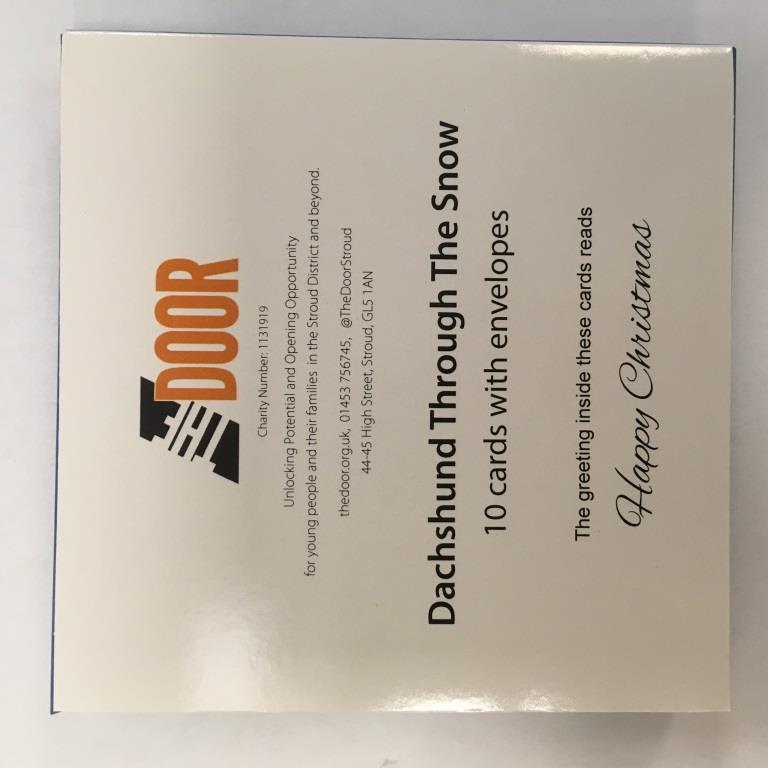 THE DOOR
Charity Number: 1131919
Unlocking Potential and Opening Opportunity
for young people and their families in the Stroud District and beyond.
thedoor.org.uk, 01453 756745, @TheDoorStroud
44-45 High Street, Stroud, GL5 1AN
Dachshund Through The Snow
10 cards with envelopes
The greeting inside these cards reads
Happy Christmas